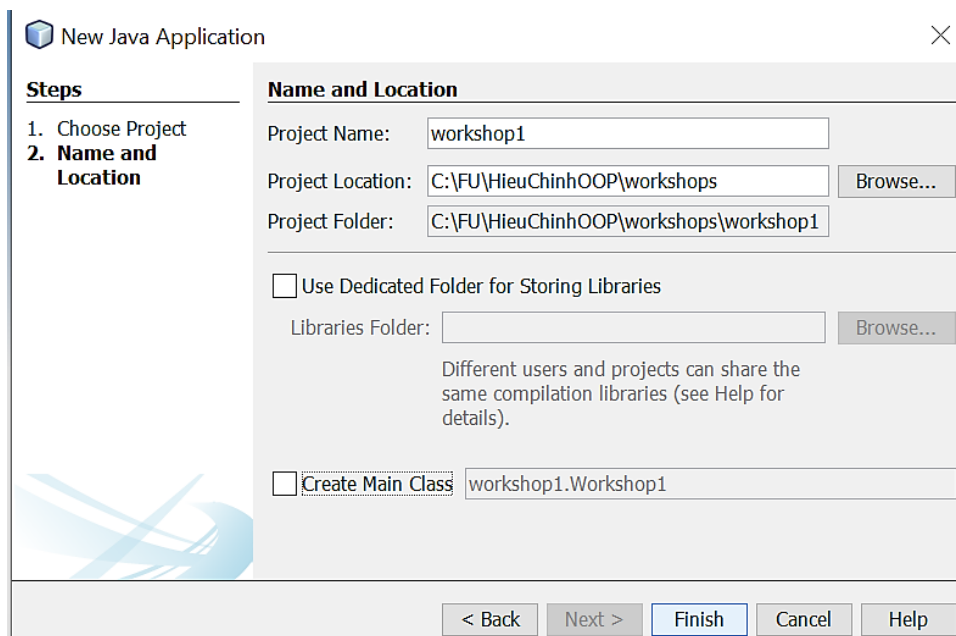 New Java Application
Steps
1. Choose Project
2. Name and
Location
Name and Location
Project Name: workshop1
Project Location: C:\FU\HieuChinhOOP\workshops Browse...
Project Folder: C:\FU\HieuChinhOOP\workshops\workshop1
Use Dedicated Folder for Storing Libraries
Libraries Folder: Browse...
Different users and projects can share the
same compilation libraries (see Help for
details).
Create Main Class workshop1.Workshop1
< Back Next > Finish Cancel Help